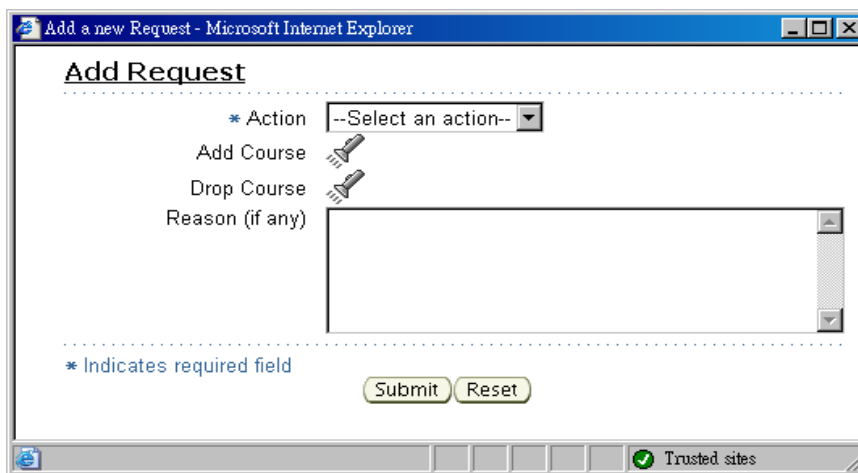 Add a new Request - Microsoft Internet Explorer
Add Request
* Action --Select an action--
Add Course
Drop Course
Reason (if any)
* Indicates required field
Submit Reset
Trusted sites